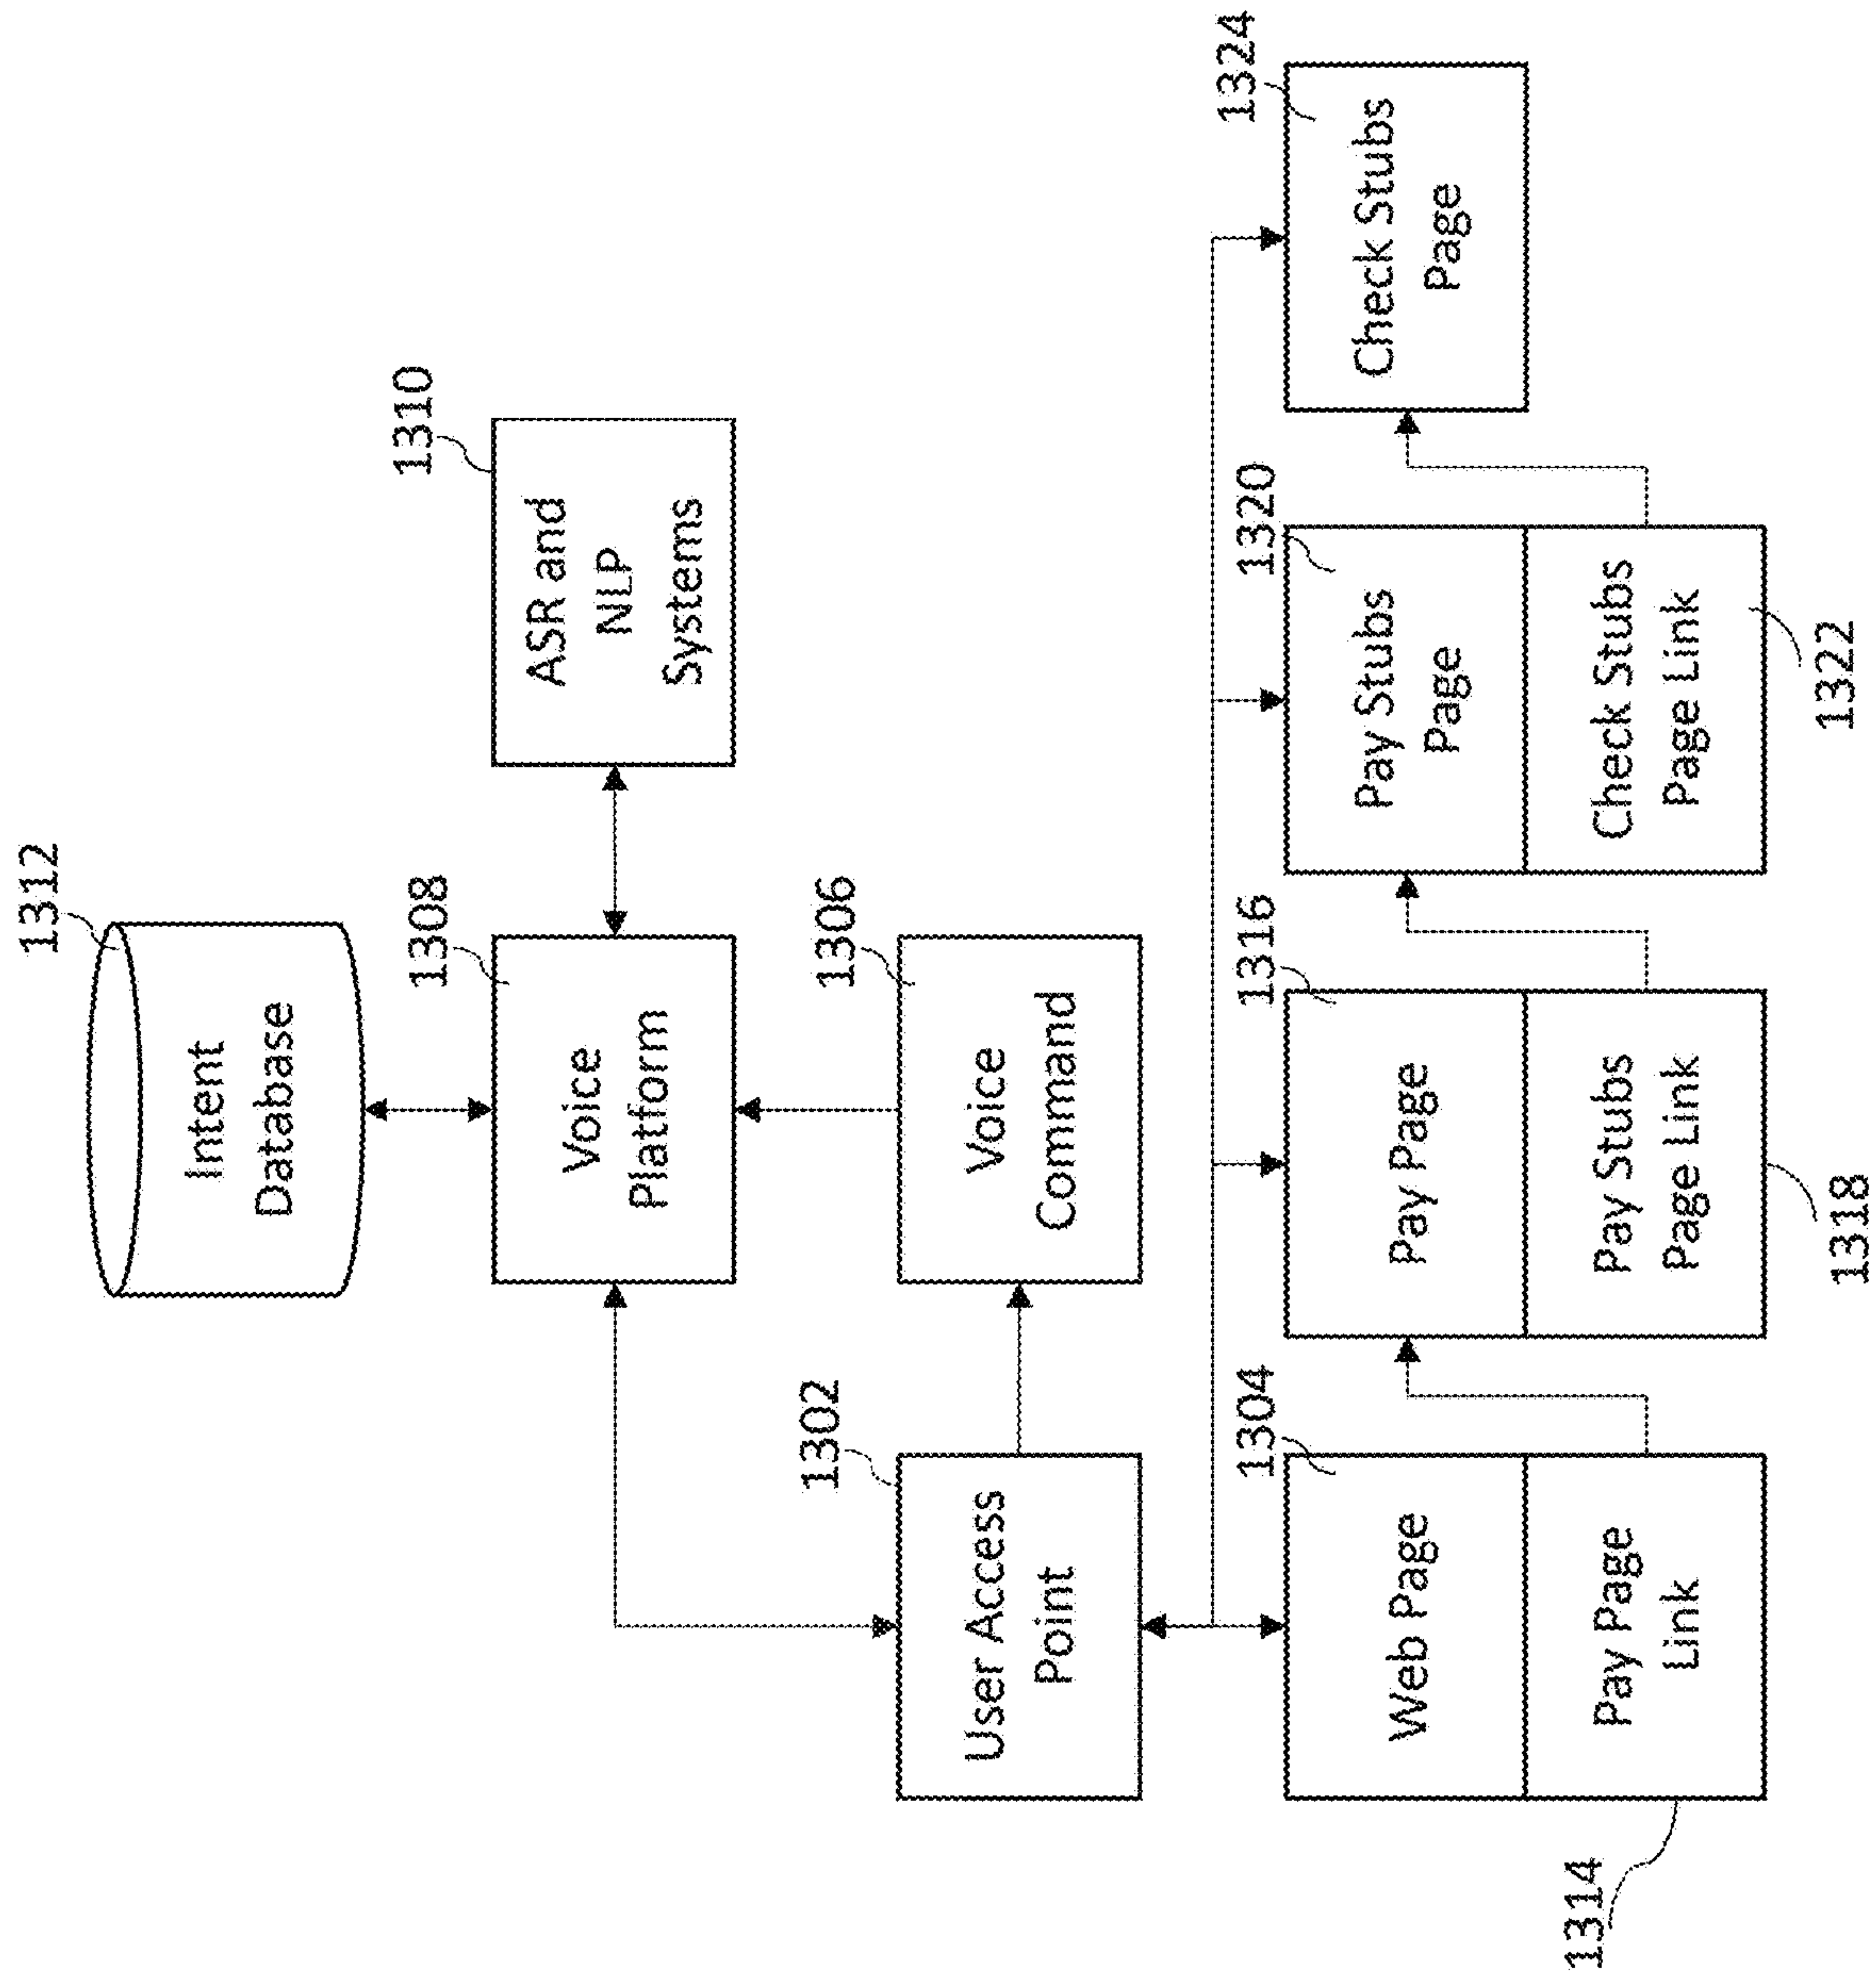 1312
Intent
Database
1308
Voice
Platform
1310
ASR and
NLP
Systems
1302
User Access
Point
1306
Voice
Command
1304
Web Page
Pay Page
Link
1314
1316
Pay Page
Pay Stubs
Page Link
1318
1320
Pay Stubs
Page
Check Stubs
Page Link
1322
1324
Check Stubs
Page